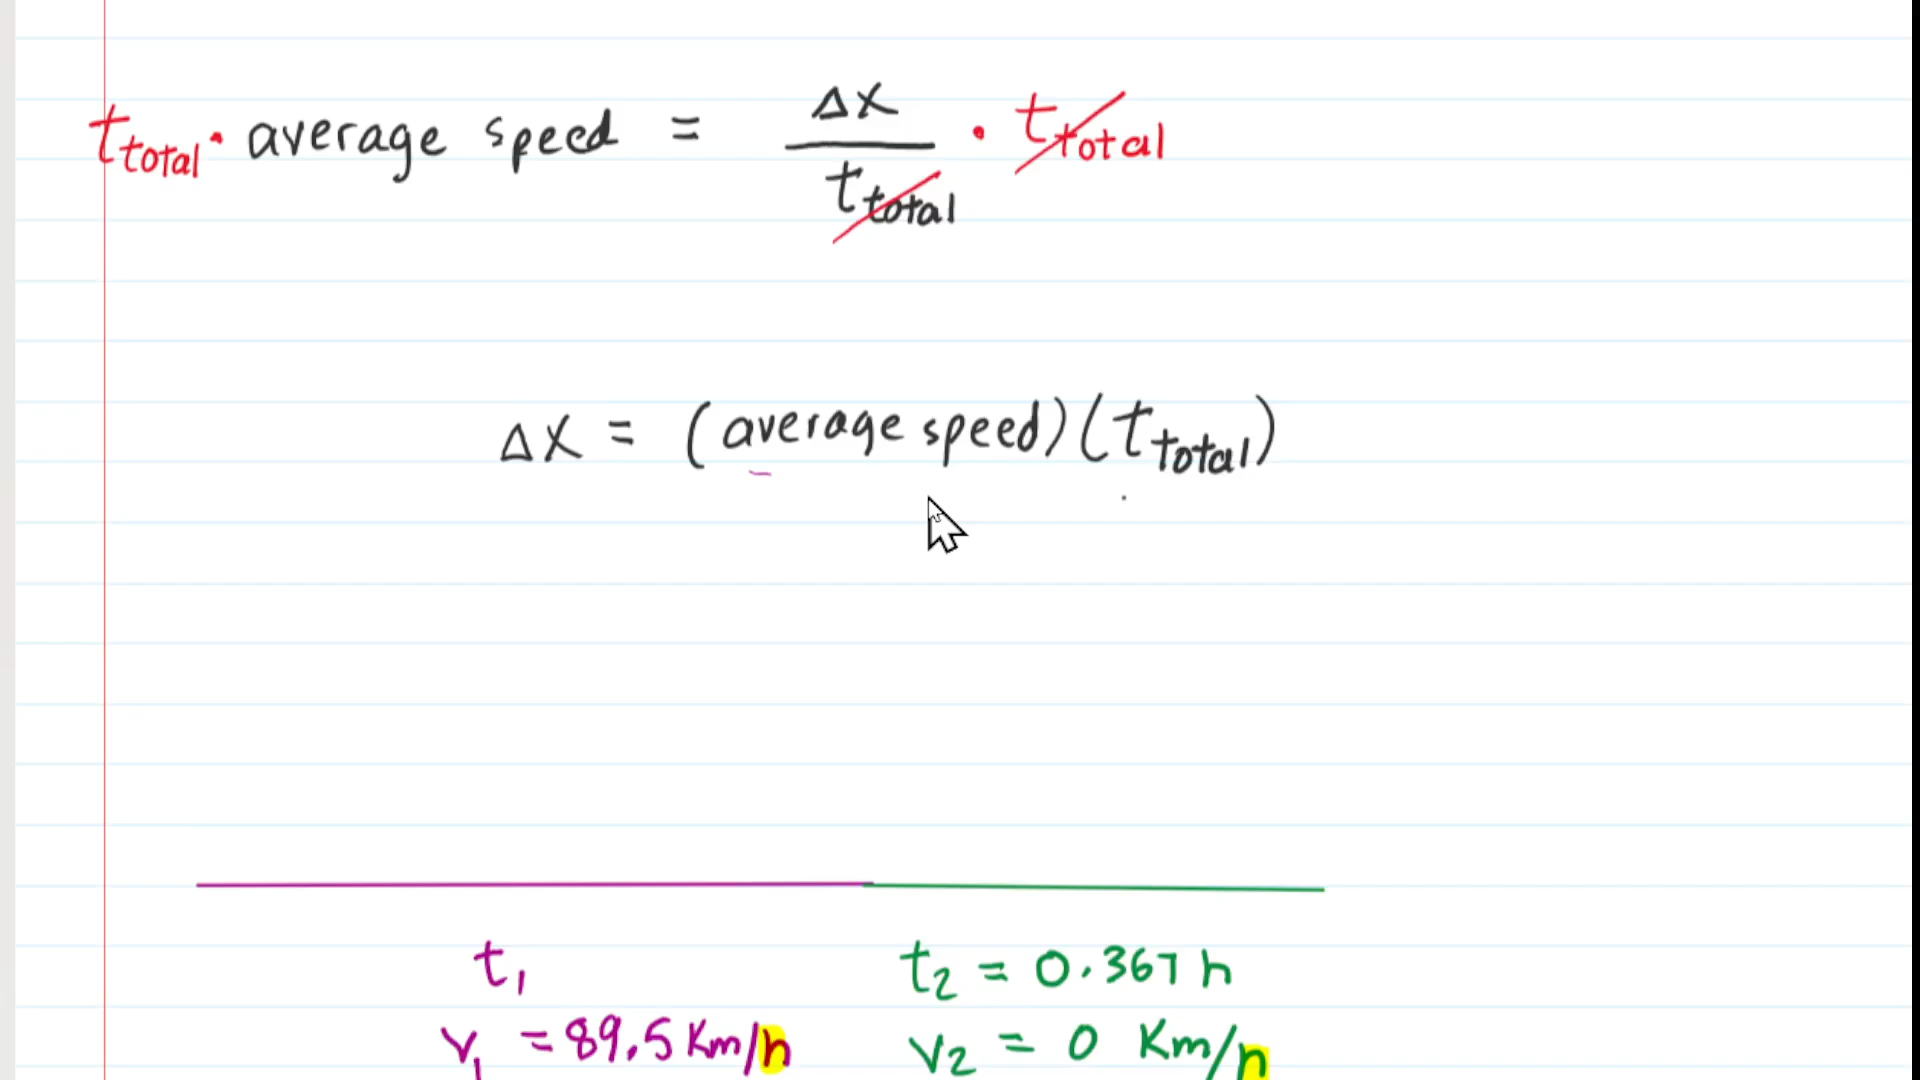 t_total · average speed = Δx / t_total · t_total
Δx = (average speed)(t_total)
t₁ t₂ = 0.367 h
v₁ = 89.5 Km/h v₂ = 0 Km/h